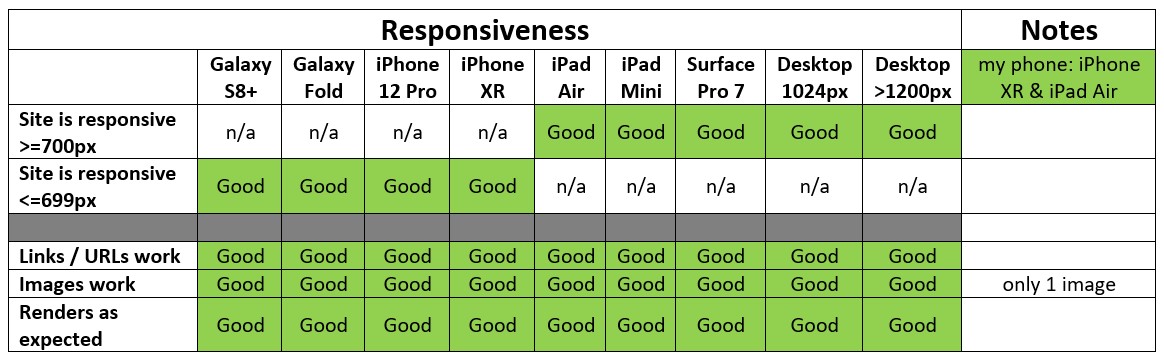 Responsiveness Notes
Galaxy S8+ Galaxy Fold iPhone 12 Pro iPhone XR iPad Air iPad Mini Surface Pro 7 Desktop 1024px Desktop >1200px my phone: iPhone XR & iPad Air
Site is responsive >=700px n/a n/a n/a n/a Good Good Good Good Good
Site is responsive <=699px Good Good Good Good n/a n/a n/a n/a n/a
Links / URLs work Good Good Good Good Good Good Good Good Good
Images work Good Good Good Good Good Good Good Good Good only 1 image
Renders as expected Good Good Good Good Good Good Good Good Good